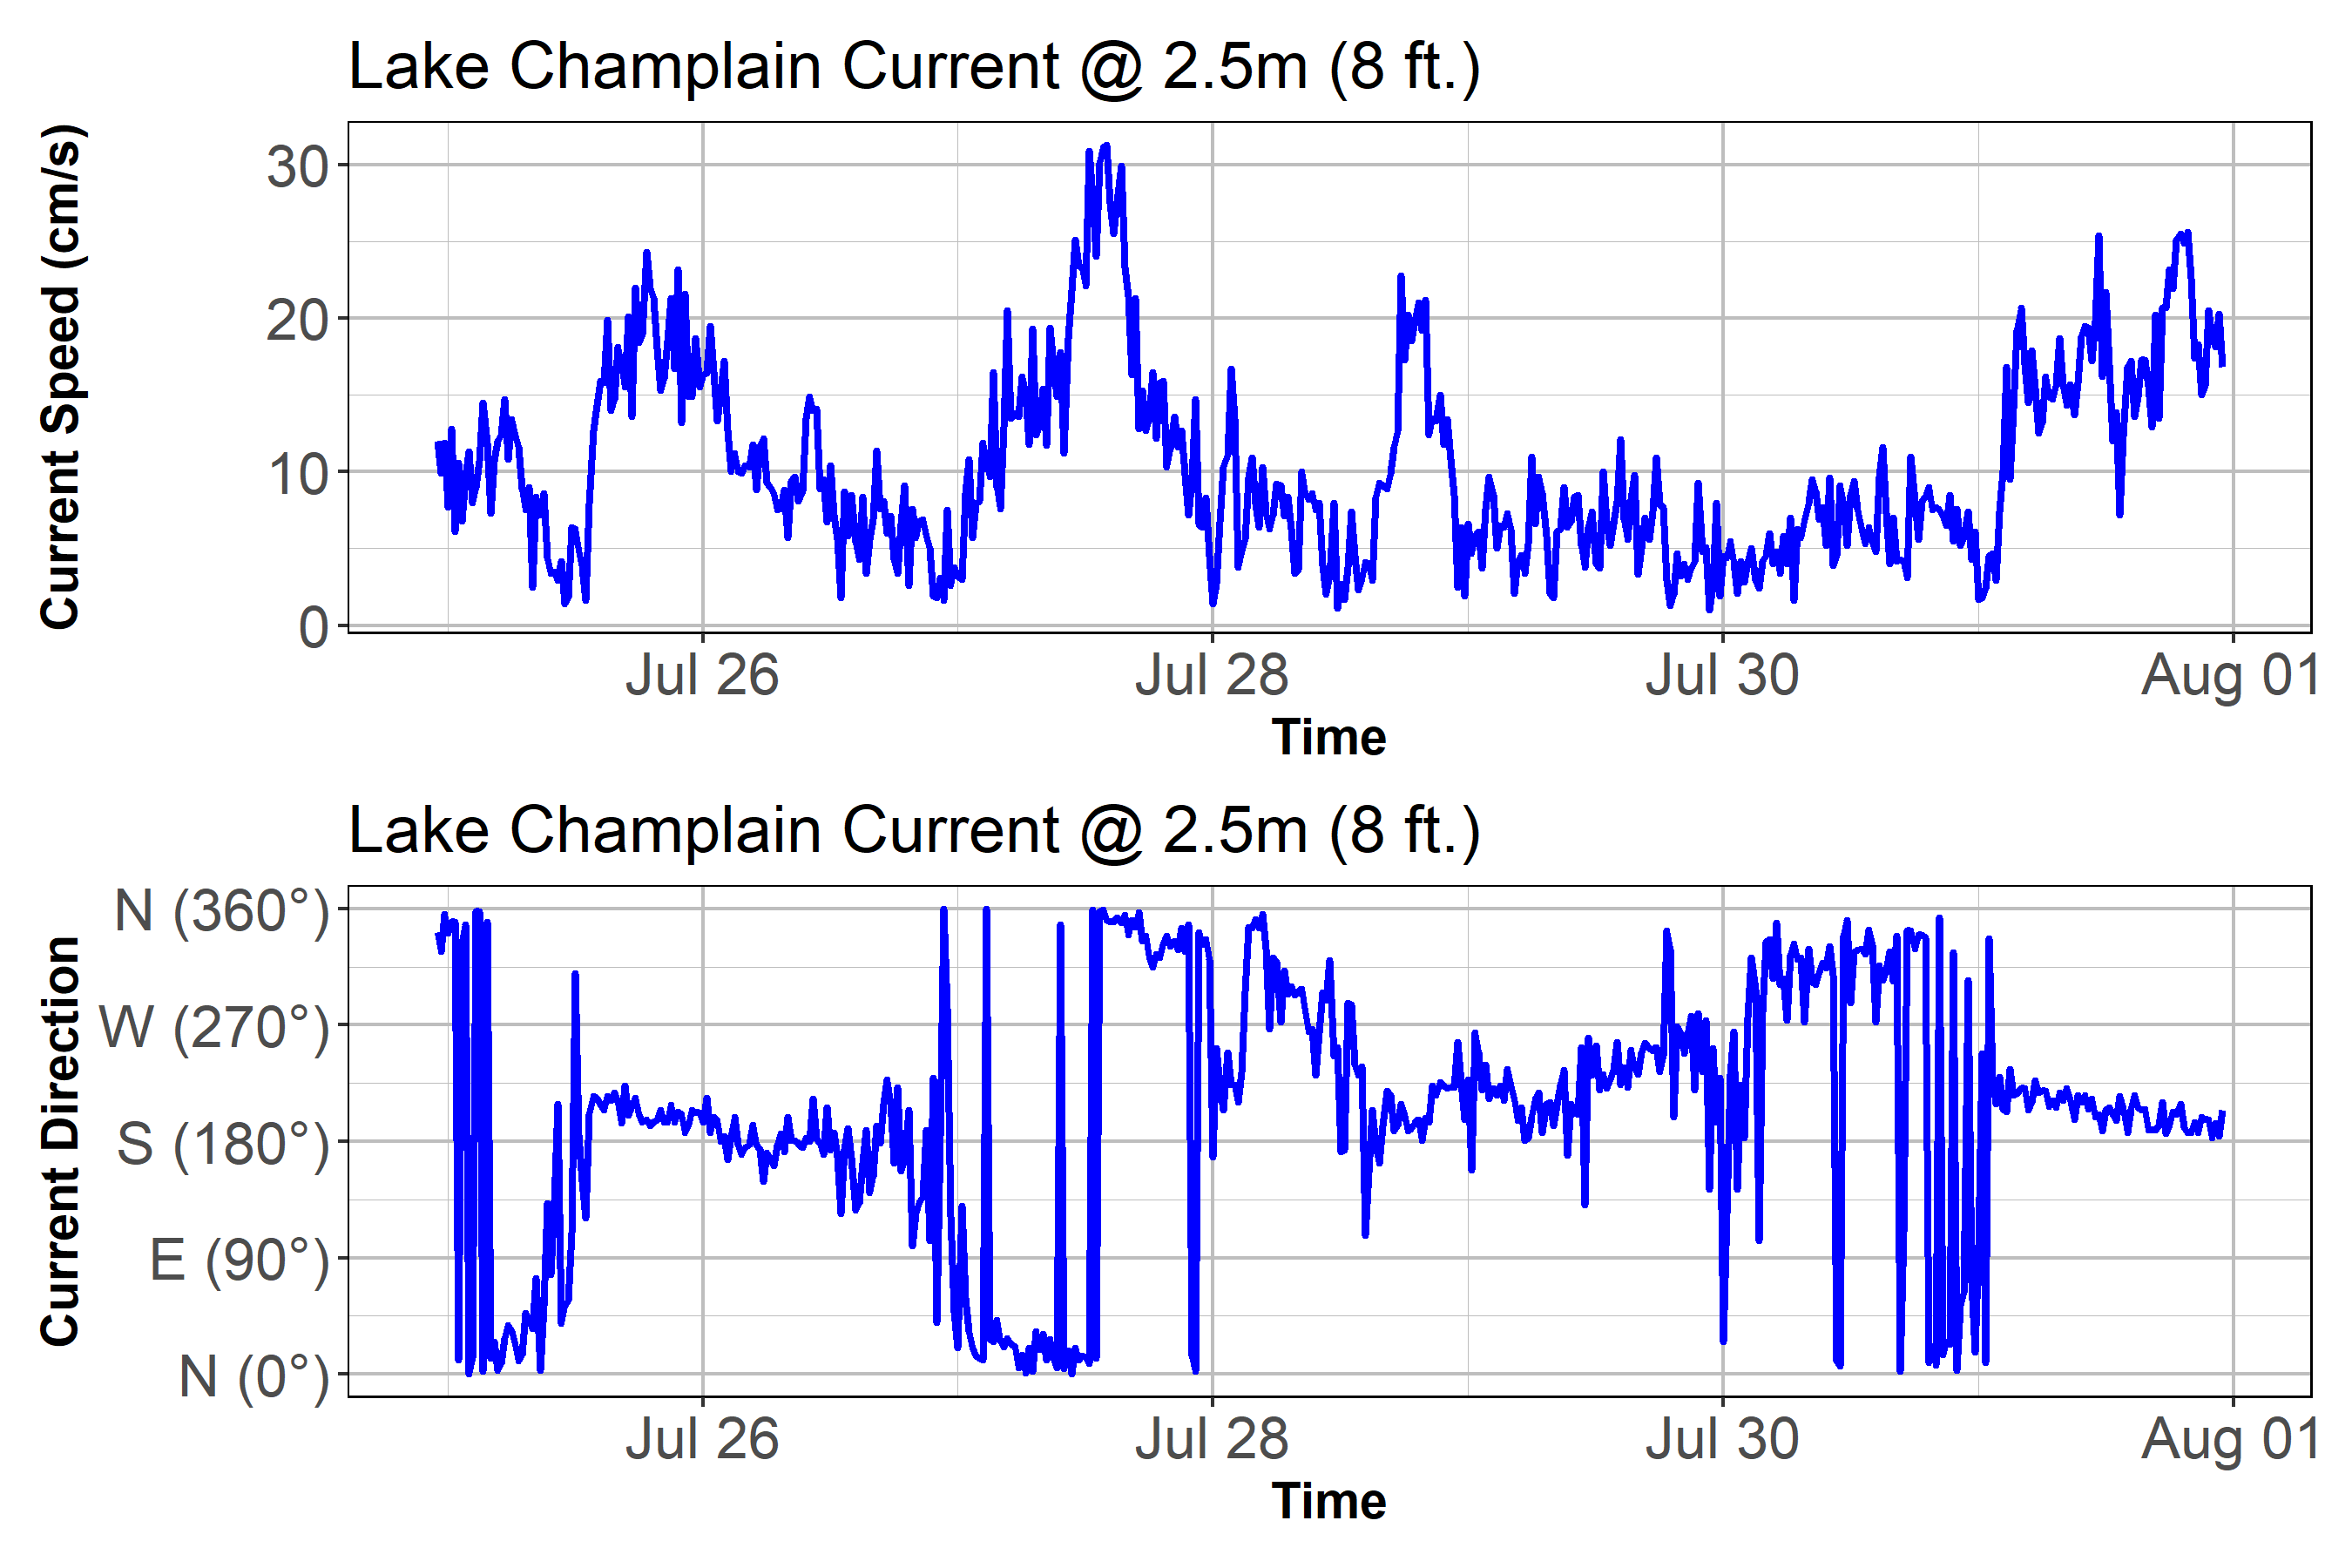 Lake Champlain Current @ 2.5m (8 ft.)
Current Speed (cm/s)
30
20
10
0
Jul 26 Jul 28 Jul 30 Aug 01
Time
Lake Champlain Current @ 2.5m (8 ft.)
Current Direction
N (360°)
W (270°)
S (180°)
E (90°)
N (0°)
Jul 26 Jul 28 Jul 30 Aug 01
Time